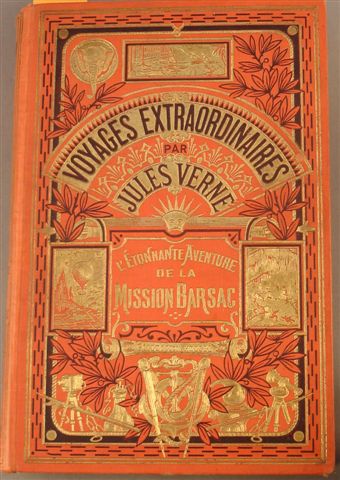 VOYAGES EXTRAORDINAIRES
PAR
JULES VERNE
L'ÉTONNANTE AVENTURE
DE LA
MISSION BARSAC